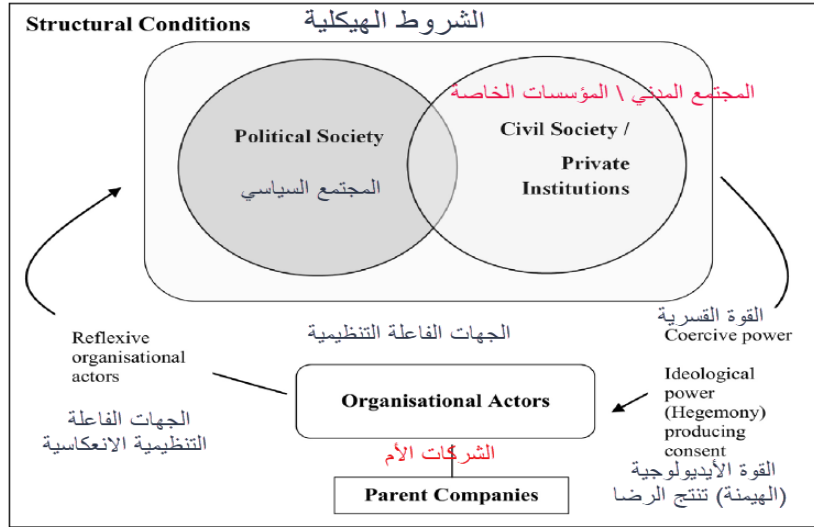 Structural Conditions
الشروط الهيكلية
المجتمع المدني \ المؤسسات الخاصة
Political Society
المجتمع السياسي
Civil Society /
Private
Institutions
Reflexive
organisational
actors
الجهات الفاعلة
التنظيمية الانعكاسية
الجهات الفاعلة التنظيمية
Organisational Actors
الشركات الأم
Parent Companies
القوة القسرية
Coercive power
Ideological
power
(Hegemony)
producing
consent
القوة الأيديولوجية
(الهيمنة) تنتج الرضا